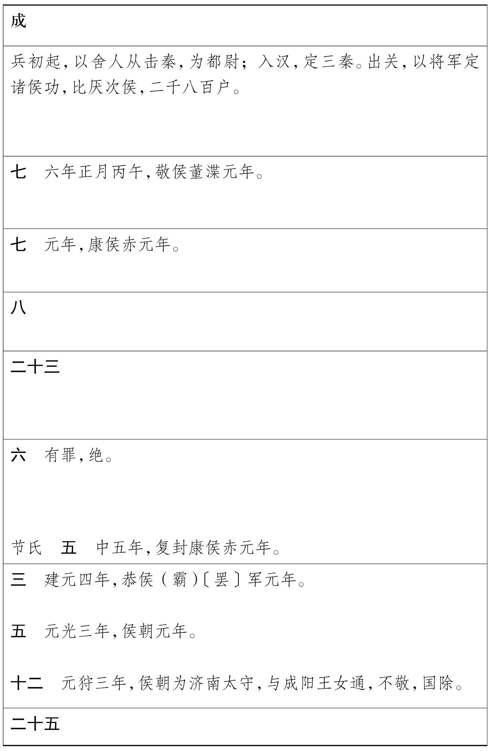 成
兵初起，以舍人从击秦，为都尉；入汉，定三秦。出关，以将军定
诸侯功，比厌次侯，二千八百户。
七　六年正月丙午，敬侯董渫元年。
七　元年，康侯赤元年。
八
二十三
六　有罪，绝。
节氏　五　中五年，复封康侯赤元年。
三　建元四年，恭侯（霸）〔罢〕军元年。
五　元光三年，侯朝元年。
十二　元狩三年，侯朝为济南太守，与成阳王女通，不敬，国除。
二十五